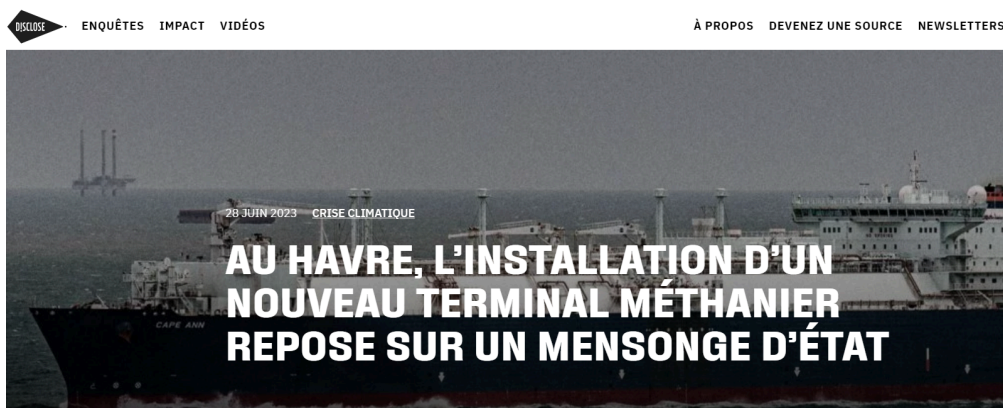 DISCLOSE ENQUÊTES IMPACT VIDÉOS À PROPOS DEVENEZ UNE SOURCE NEWSLETTERS
28 JUIN 2023 CRISE CLIMATIQUE
AU HAVRE, L’INSTALLATION D’UN
NOUVEAU TERMINAL MÉTHANIER
REPOSE SUR UN MENSONGE D’ÉTAT
CAPE ANN